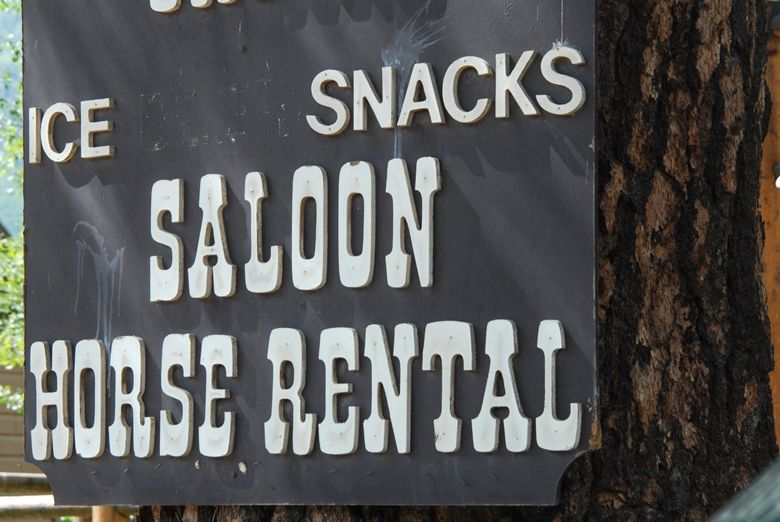 ICE SNACKS
SALOON
HORSE RENTAL